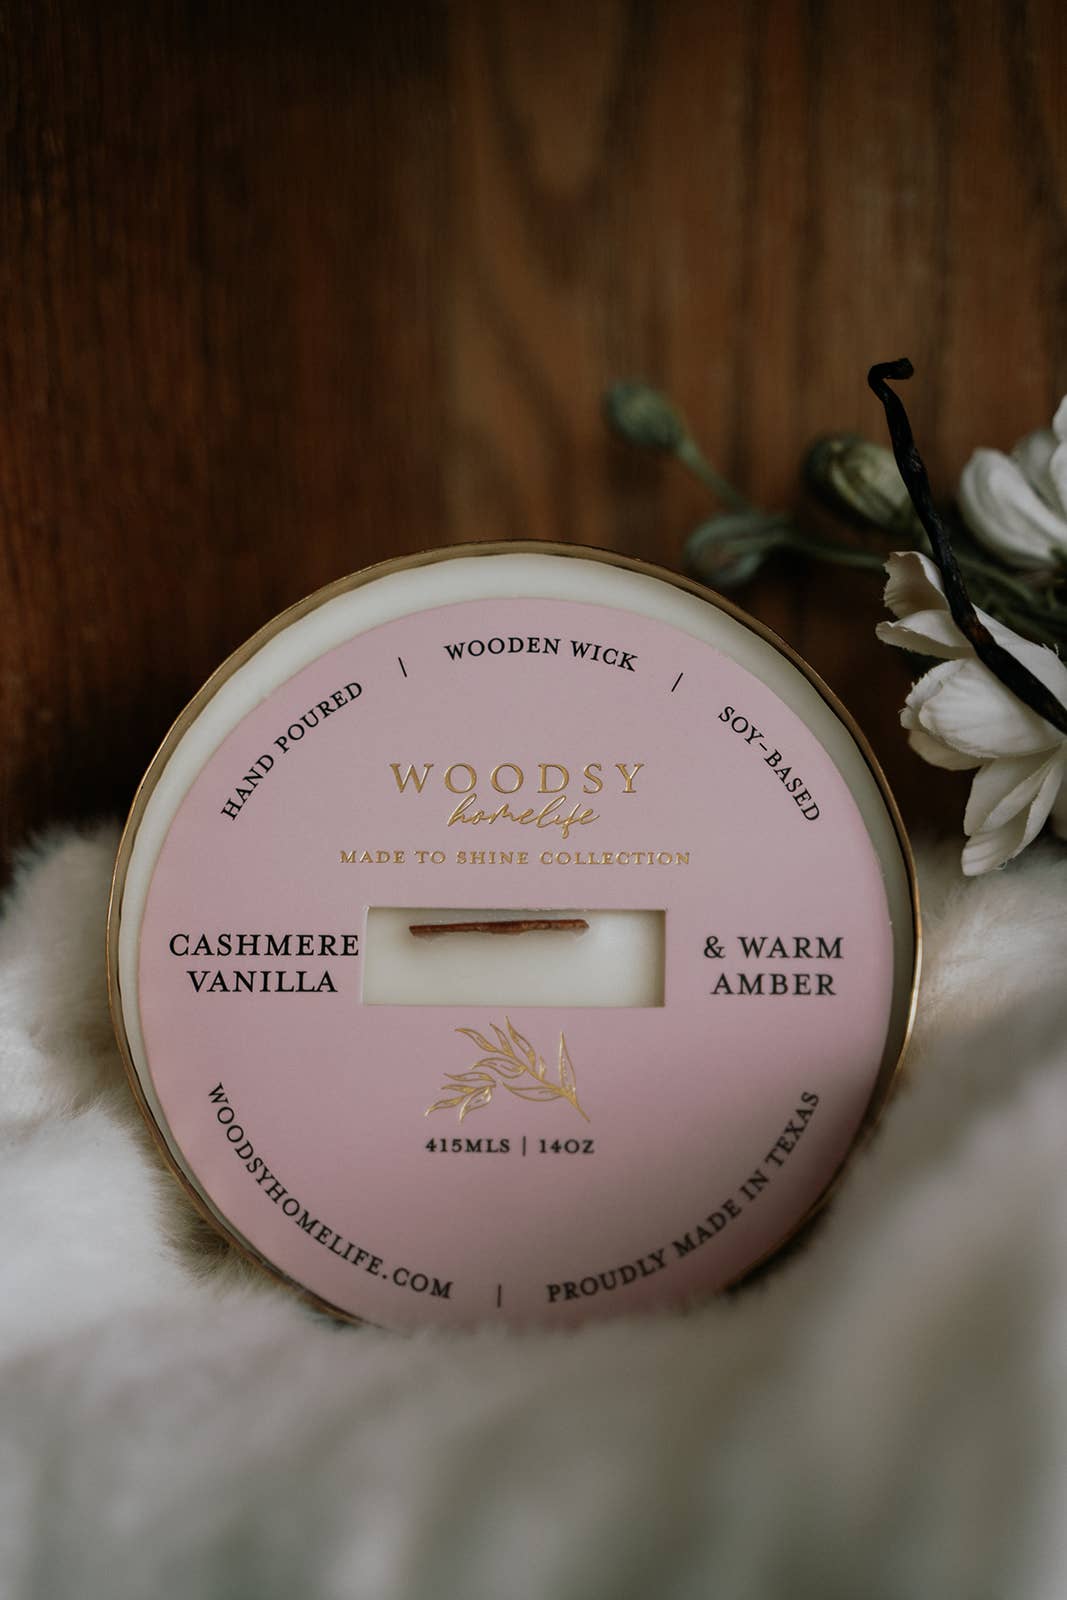 HAND POURED | WOODEN WICK | SOY-BASED
WOODSY
homelife
MADE TO SHINE COLLECTION
CASHMERE
VANILLA
& WARM
AMBER
415MLS | 14OZ
WOODSYHOMELIFE.COM | PROUDLY MADE IN TEXAS